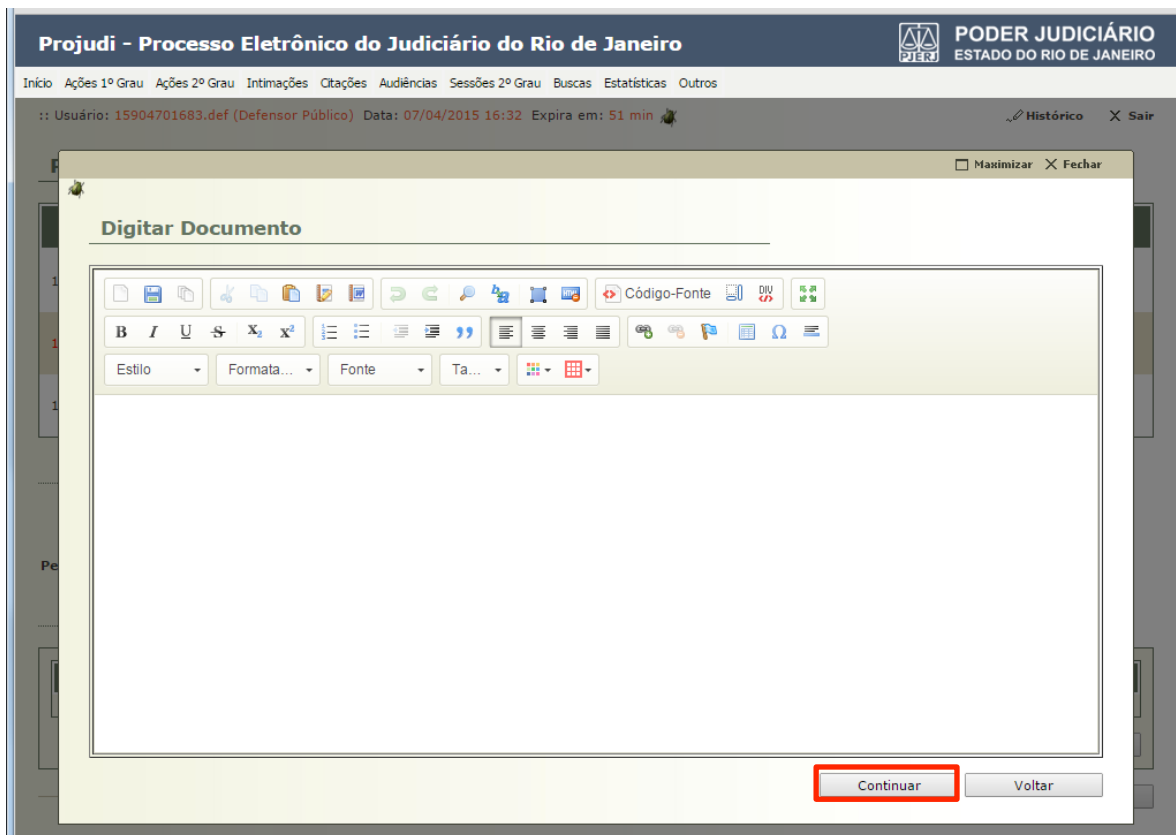 Projudi - Processo Eletrônico do Judiciário do Rio de Janeiro
PJERJ
PODER JUDICIÁRIO
ESTADO DO RIO DE JANEIRO
Início Ações 1º Grau Ações 2º Grau Intimações Citações Audiências Sessões 2º Grau Buscas Estatísticas Outros
:: Usuário: 15904701683.def (Defensor Público) Data: 07/04/2015 16:32 Expira em: 51 min
Histórico X Sair
Maximizar X Fechar
Digitar Documento
Código-Fonte
B I U S X₂ X²
Estilo Formata... Fonte Ta...
Pe
Continuar Voltar